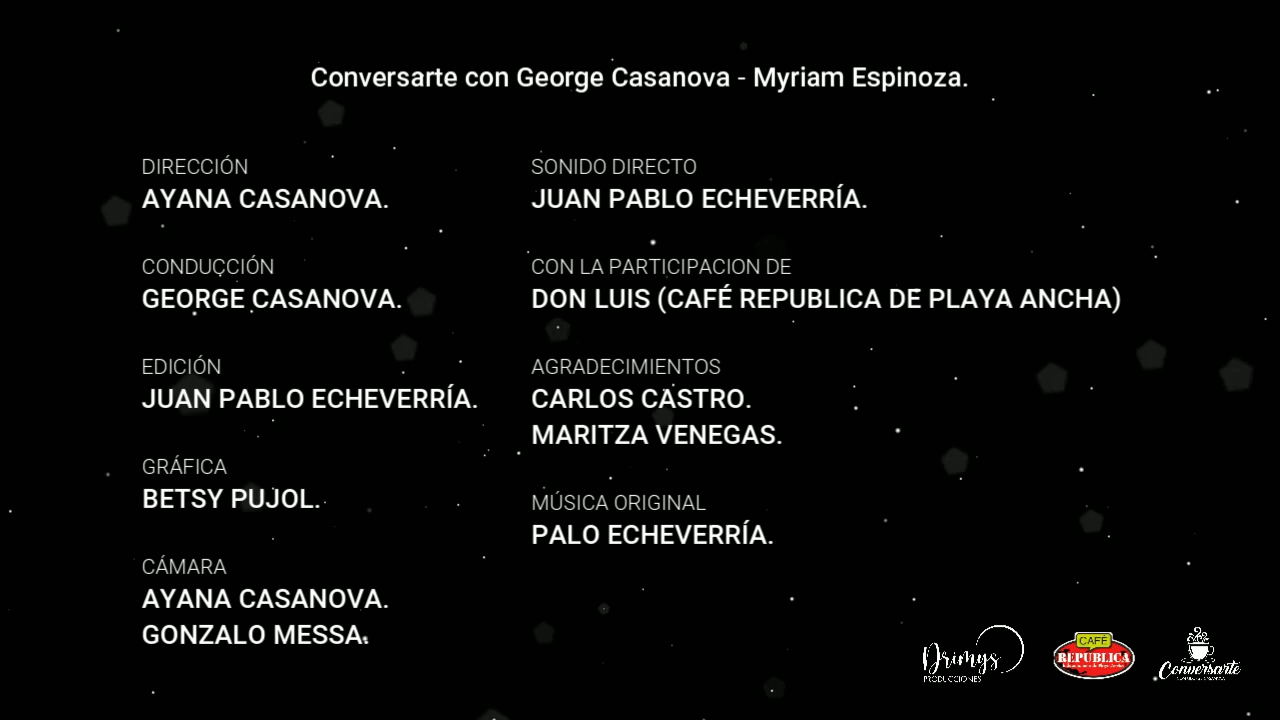 Conversarte con George Casanova - Myriam Espinoza.
DIRECCIÓN
AYANA CASANOVA.
CONDUCCIÓN
GEORGE CASANOVA.
EDICIÓN
JUAN PABLO ECHEVERRÍA.
GRÁFICA
BETSY PUJOL.
CÁMARA
AYANA CASANOVA.
GONZALO MESSA.
SONIDO DIRECTO
JUAN PABLO ECHEVERRÍA.
CON LA PARTICIPACION DE
DON LUIS (CAFÉ REPUBLICA DE PLAYA ANCHA)
AGRADECIMIENTOS
CARLOS CASTRO.
MARITZA VENEGAS.
MÚSICA ORIGINAL
PALO ECHEVERRÍA.
Drimys
PRODUCCIONES
CAFÉ
REPUBLICA
Conversarte